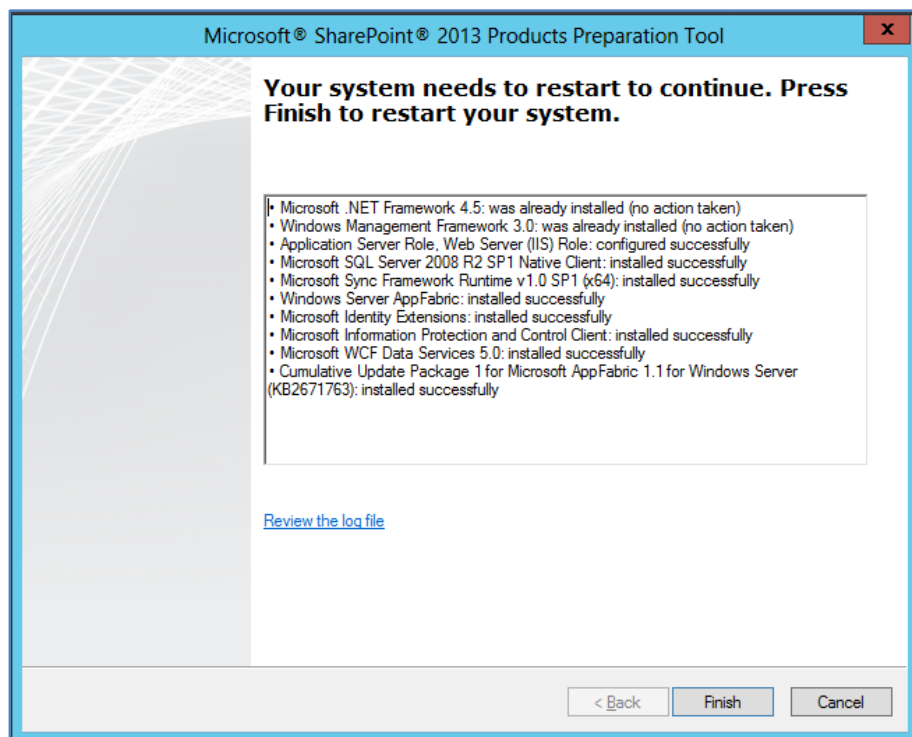 Microsoft® SharePoint® 2013 Products Preparation Tool
x
Your system needs to restart to continue. Press
Finish to restart your system.
• Microsoft .NET Framework 4.5: was already installed (no action taken)
• Windows Management Framework 3.0: was already installed (no action taken)
• Application Server Role, Web Server (IIS) Role: configured successfully
• Microsoft SQL Server 2008 R2 SP1 Native Client: installed successfully
• Microsoft Sync Framework Runtime v1.0 SP1 (x64): installed successfully
• Windows Server AppFabric: installed successfully
• Microsoft Identity Extensions: installed successfully
• Microsoft Information Protection and Control Client: installed successfully
• Microsoft WCF Data Services 5.0: installed successfully
• Cumulative Update Package 1 for Microsoft AppFabric 1.1 for Windows Server
(KB2671763): installed successfully
Review the log file
< Back
Finish
Cancel